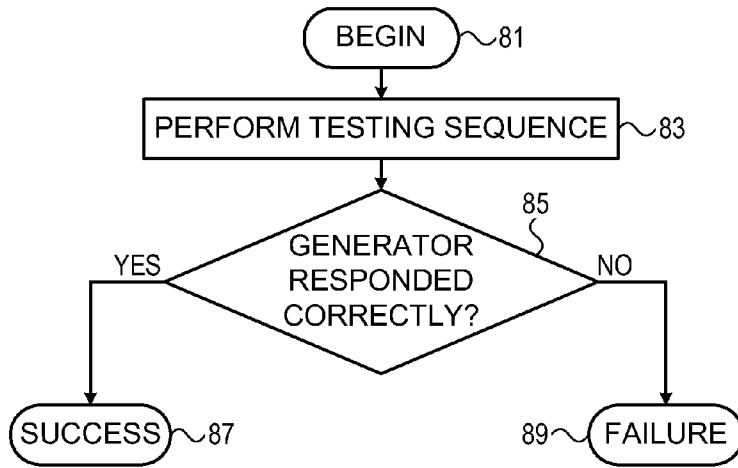 BEGIN
81
PERFORM TESTING SEQUENCE
83
85
GENERATOR
RESPONDED
CORRECTLY?
YES
NO
SUCCESS
87
89
FAILURE